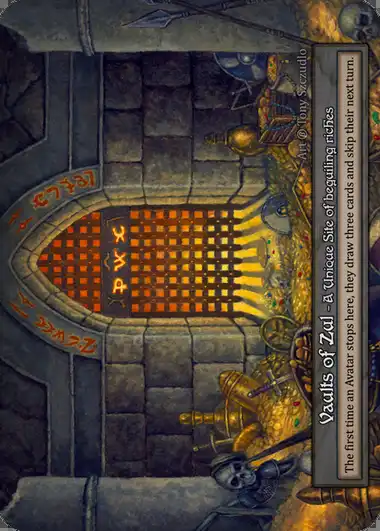 Art @ Tony Szczudlo
Vaults of Zul – A Unique Site of beguiling riches
The first time an Avatar stops here, they draw three cards and skip their next turn.